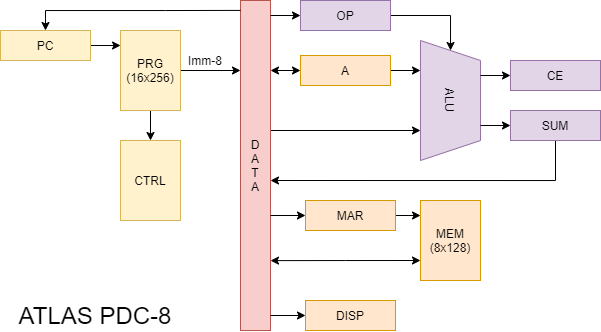 OP
PC
PRG
(16x256)
Imm-8
A
ALU
CE
SUM
CTRL
D
A
T
A
MAR
MEM
(8x128)
DISP
ATLAS PDC-8